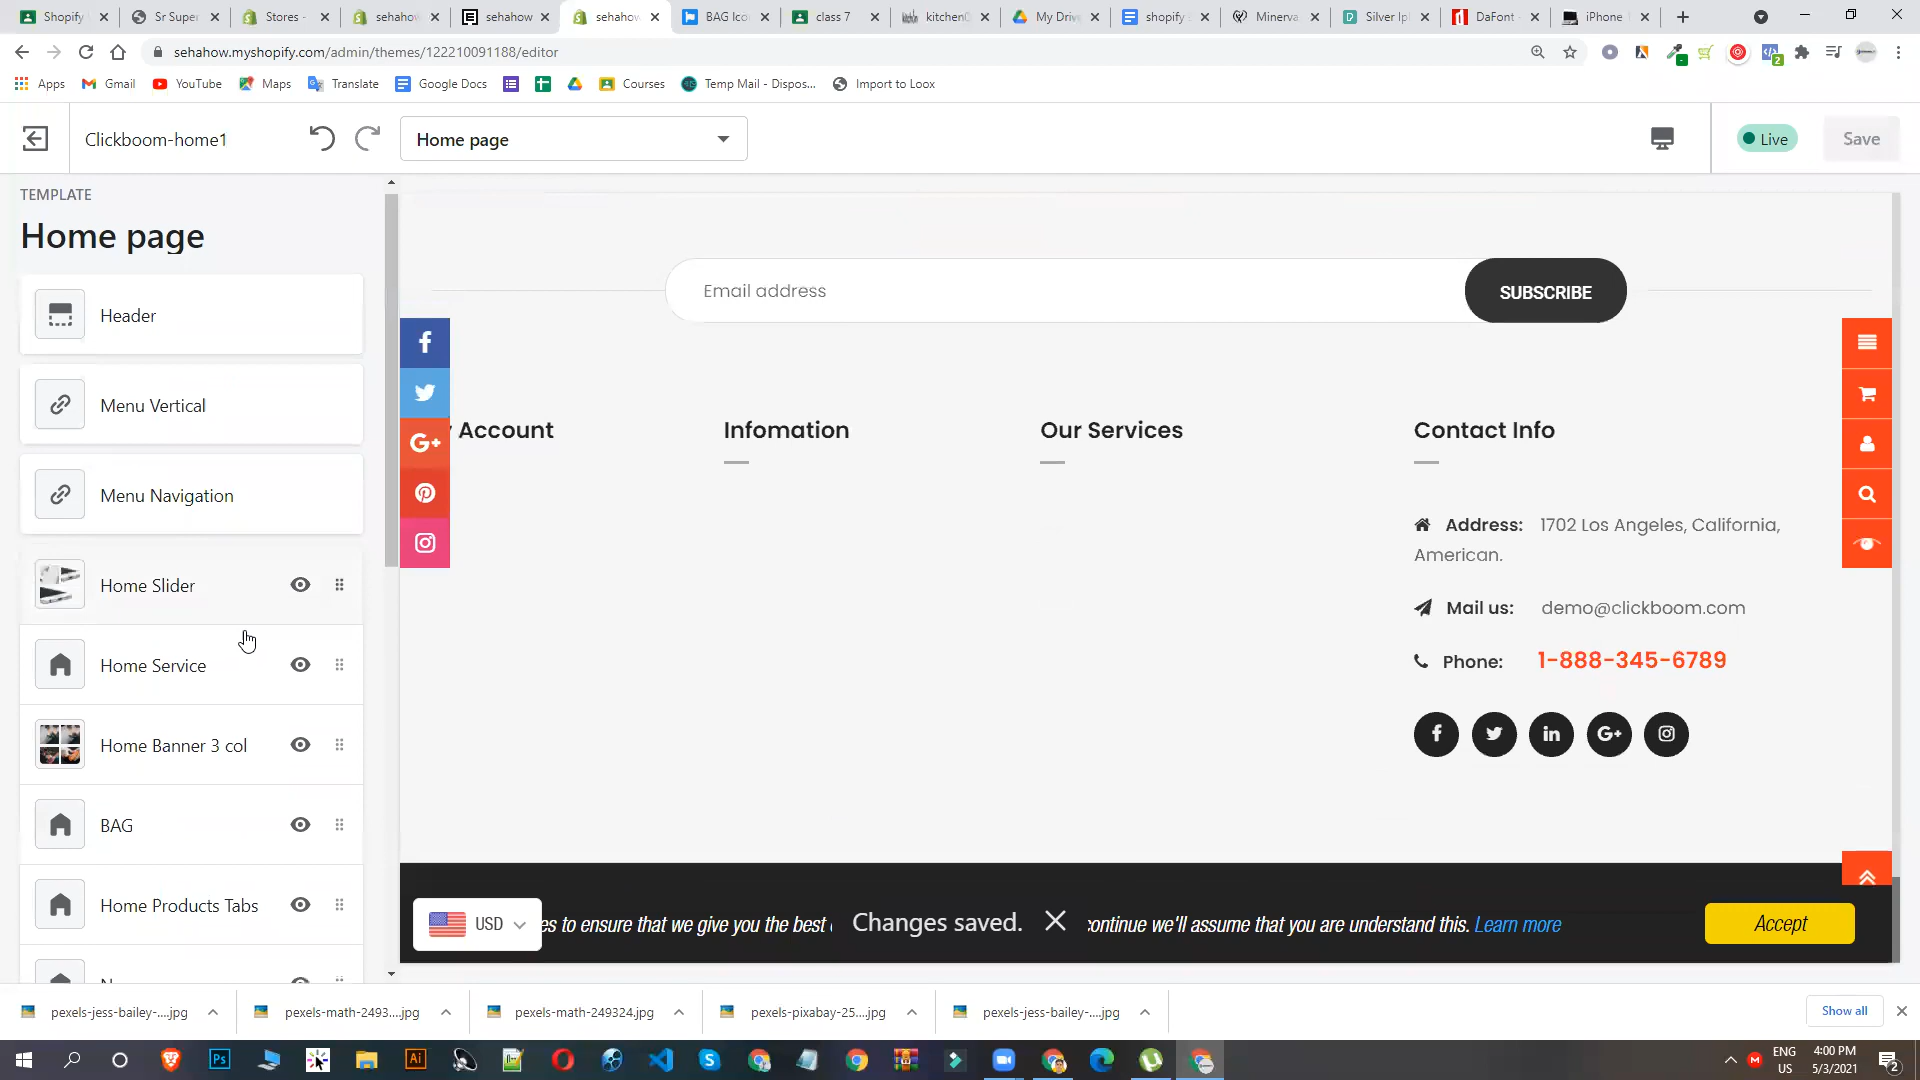 Shopify
Sr Super
Stores -
sehahow
sehahow
sehahow
BAG Ico
class 7
kitchen
My Driv
shopify
Minerva
Silver Ip
DaFont -
iPhone
sehahow.myshopify.com/admin/themes/122210091188/editor
Apps
Gmail
YouTube
Maps
Translate
Google Docs
Courses
Temp Mail - Dispos...
Import to Loox
Clickboom-home1
Home page
Live
Save
TEMPLATE
Home page
Header
Menu Vertical
Menu Navigation
Home Slider
Home Service
Home Banner 3 col
BAG
Home Products Tabs
Email address
SUBSCRIBE
Account
Infomation
Our Services
Contact Info
Address: 1702 Los Angeles, California,
American.
Mail us: demo@clickboom.com
Phone: 1-888-345-6789
USD
es to ensure that we give you the best
Changes saved.
continue we'll assume that you are understand this. Learn more
Accept
pexels-jess-bailey-....jpg
pexels-math-2493....jpg
pexels-math-249324.jpg
pexels-pixabay-25....jpg
pexels-jess-bailey-....jpg
Show all
ENG
US
4:00 PM
5/3/2021
2